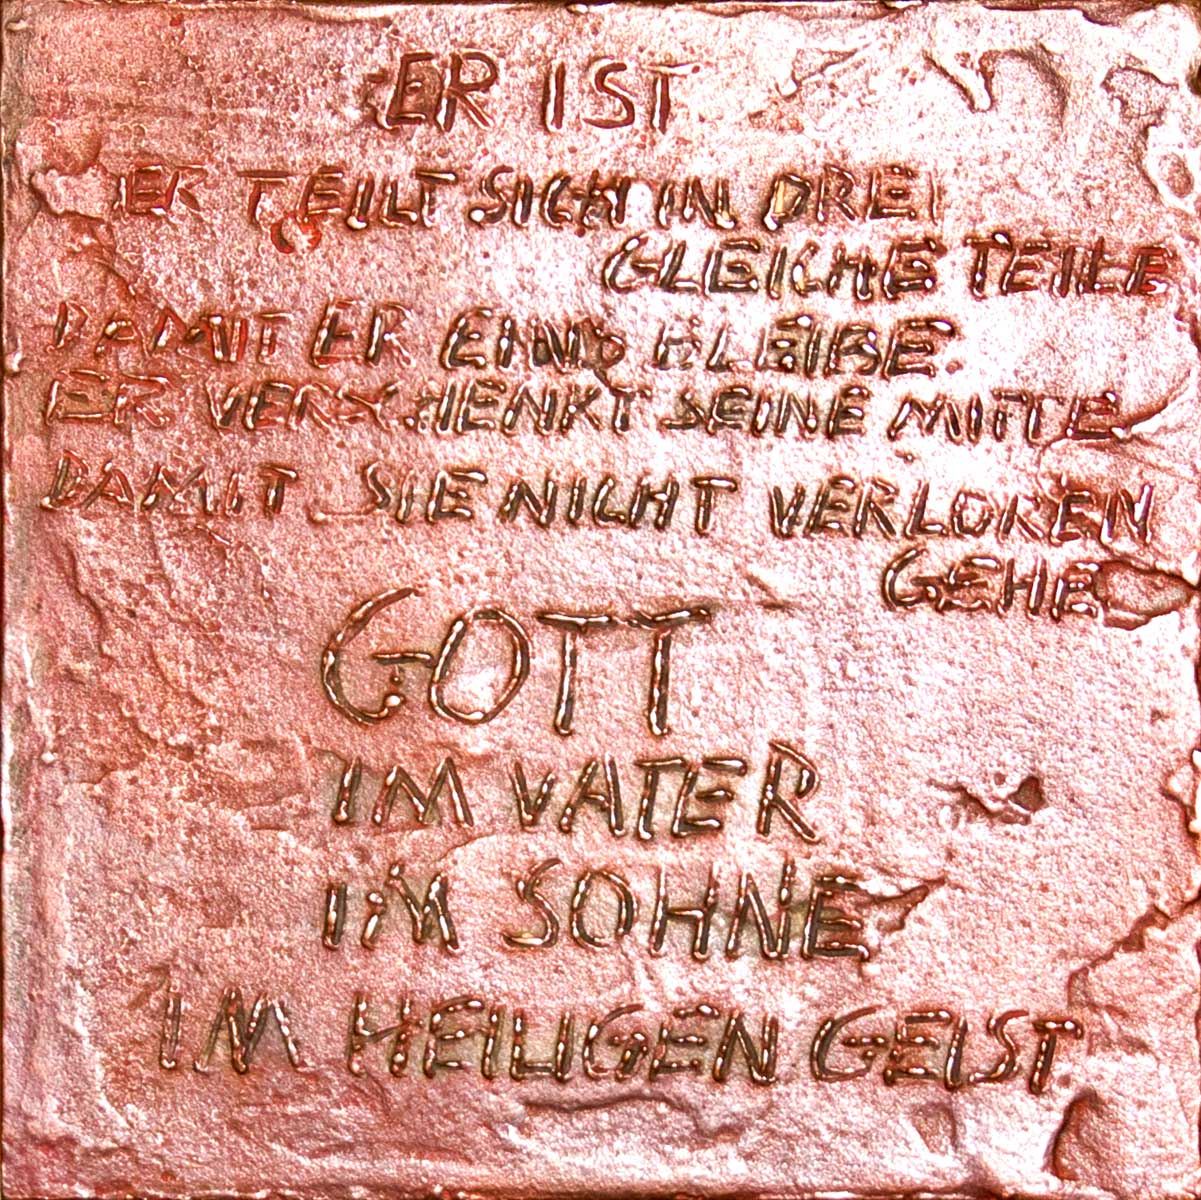 ER IST
ER TEILT SICH IN DREI
GLEICHE TEILE
DAMIT ER EINS BLEIBE.
ER VERSCHENKT SEINE MITTE
DAMIT SIE NICHT VERLOREN
GEHE
GOTT
IM VATER
IM SOHNE
IM HEILIGEN GEIST